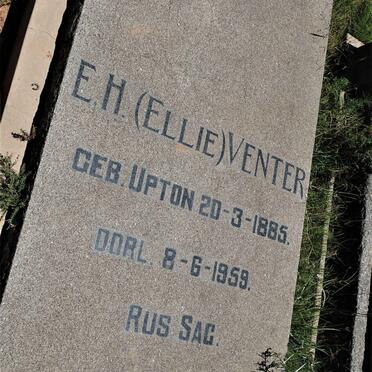 E.H. (ELLIE) VENTER
GEB. UPTON 20-3-1885.
OORL. 8-6-1959.
RUS SAG.